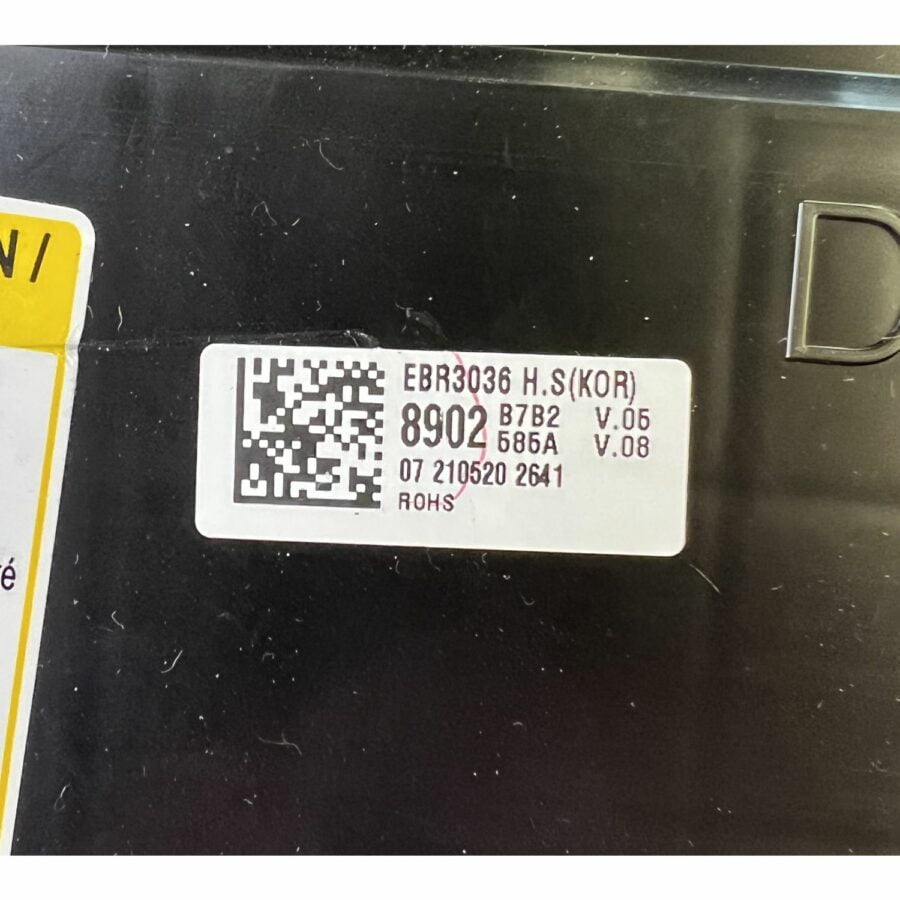 N/
D
EBR3036 H.S(KOR)
8902 B7B2 V.05
585A V.08
07 210520 2641
ROHS
é